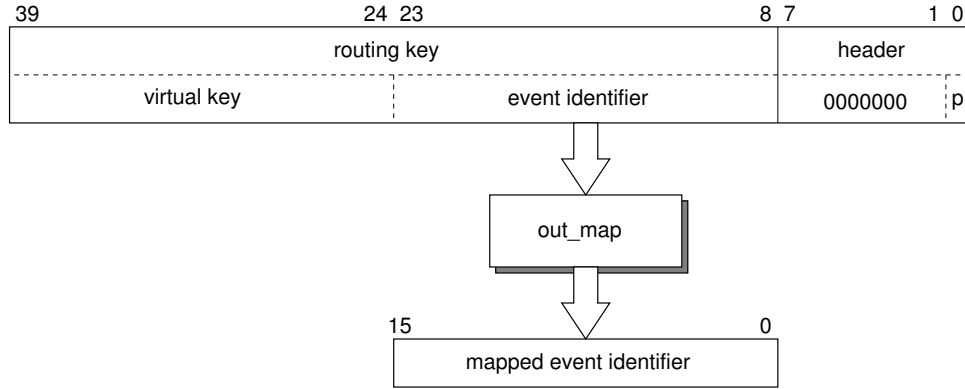 39 24 23 8 7 1 0
routing key header
virtual key event identifier 0000000 p
out_map
15 0
mapped event identifier